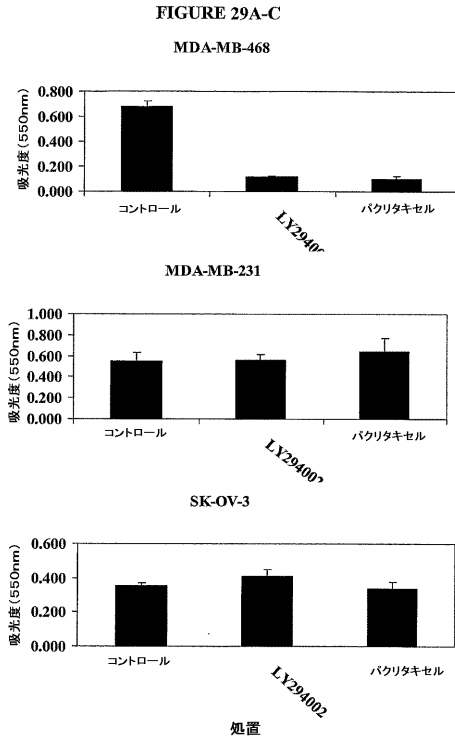 FIGURE 29A-C
MDA-MB-468
吸光度(550nm)
0.800
0.600
0.400
0.200
0.000
コントロール
パクリタキセル
MDA-MB-231
吸光度(550nm)
1.000
0.800
0.600
0.400
0.200
0.000
コントロール
パクリタキセル
SK-OV-3
吸光度(550nm)
0.600
0.400
0.200
0.000
コントロール
LY294002
パクリタキセル
処置